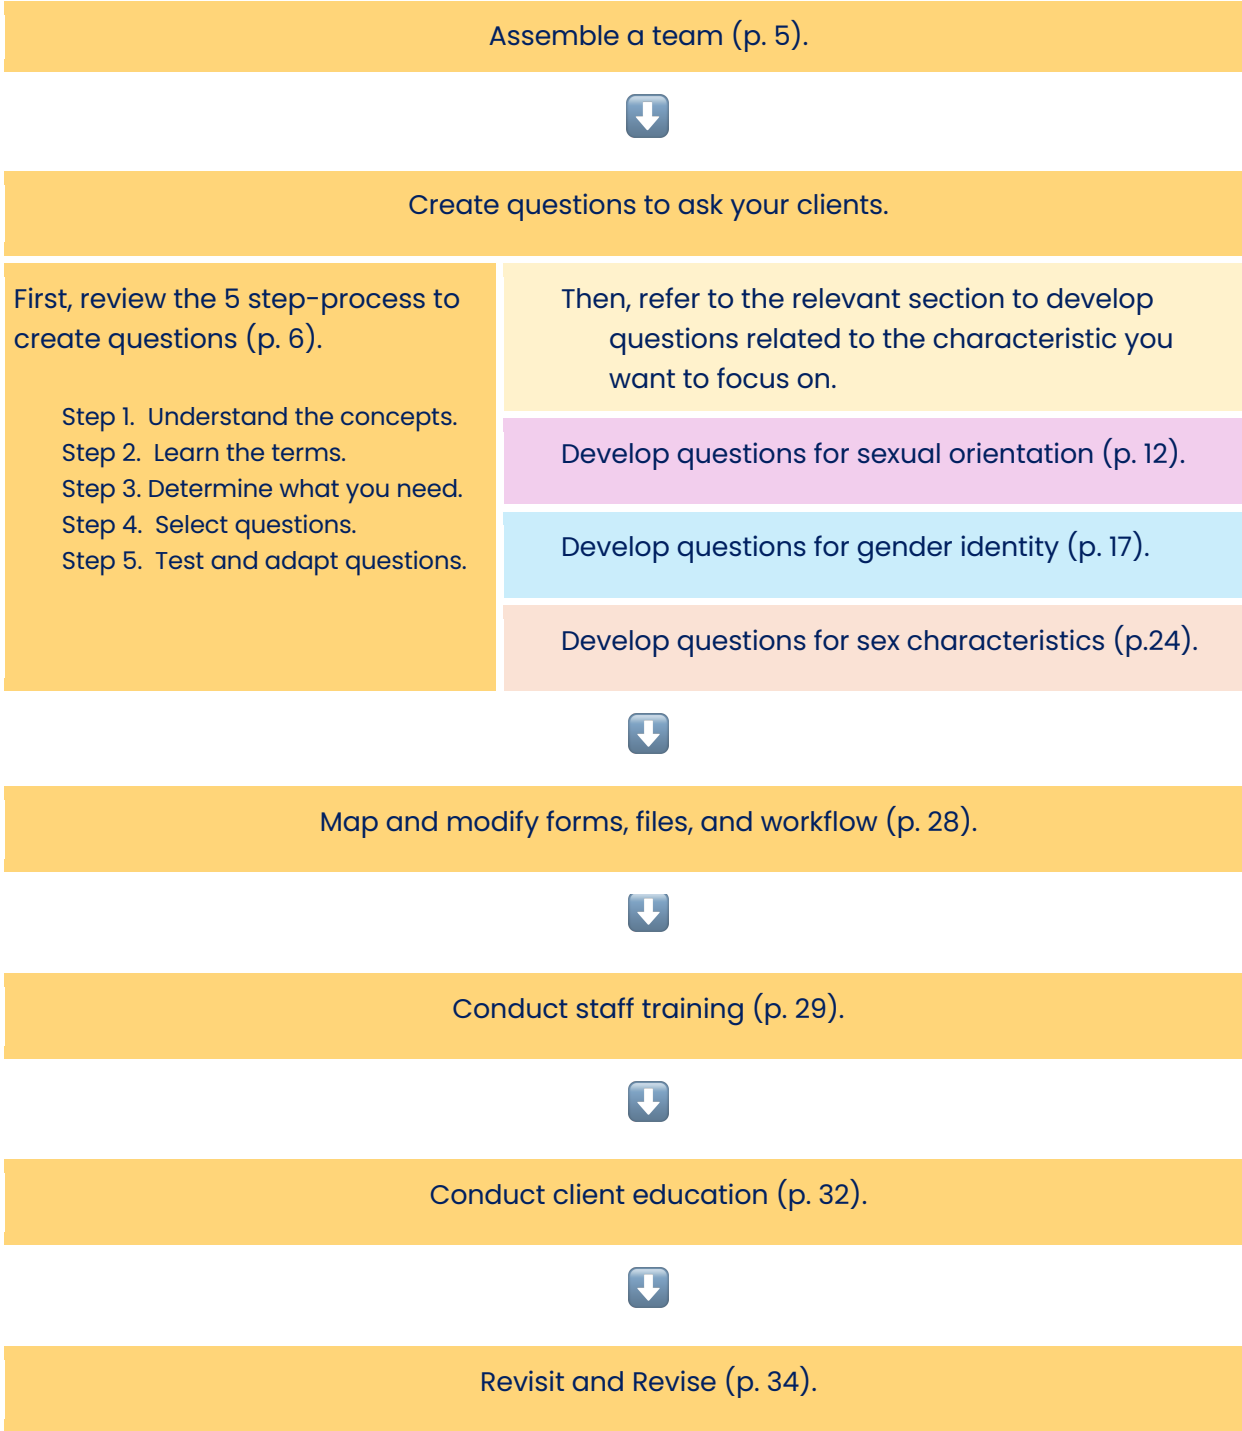 Assemble a team (p. 5).
Create questions to ask your clients.
First, review the 5 step-process to
create questions (p. 6).
Step 1. Understand the concepts.
Step 2. Learn the terms.
Step 3. Determine what you need.
Step 4. Select questions.
Step 5. Test and adapt questions.
Then, refer to the relevant section to develop
questions related to the characteristic you
want to focus on.
Develop questions for sexual orientation (p. 12).
Develop questions for gender identity (p. 17).
Develop questions for sex characteristics (p.24).
Map and modify forms, files, and workflow (p. 28).
Conduct staff training (p. 29).
Conduct client education (p. 32).
Revisit and Revise (p. 34).